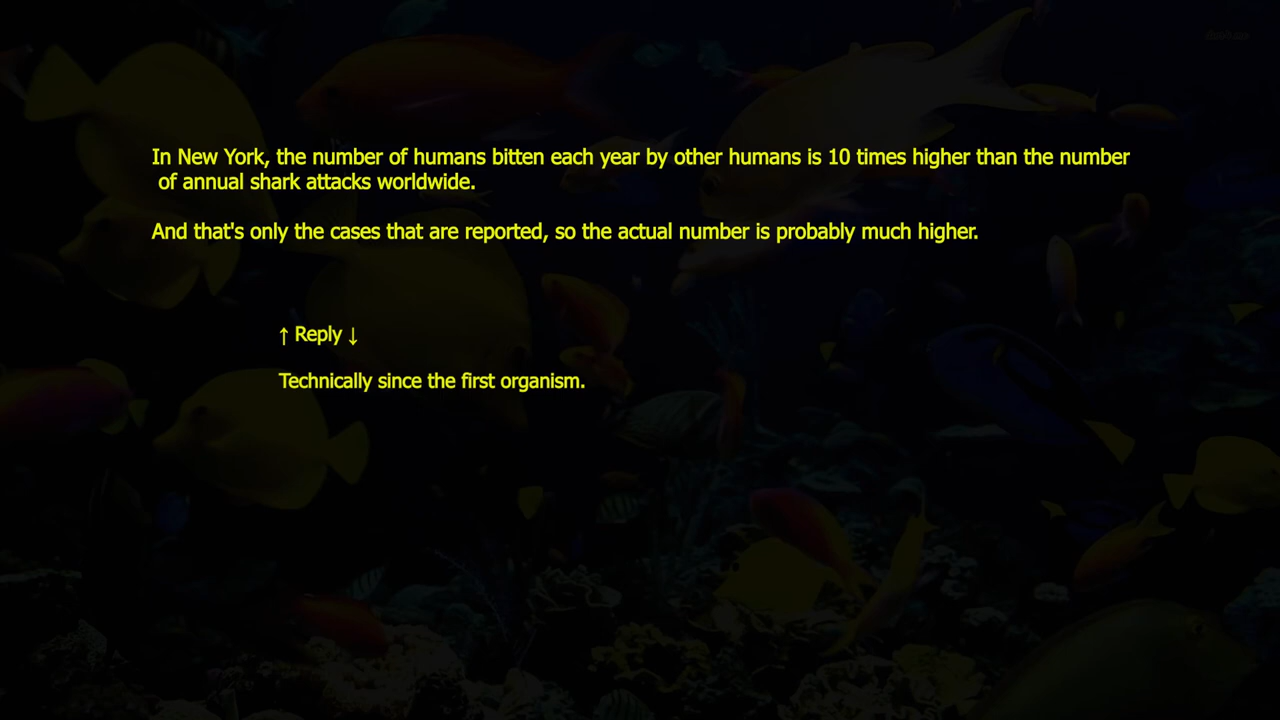 In New York, the number of humans bitten each year by other humans is 10 times higher than the number
of annual shark attacks worldwide.
And that's only the cases that are reported, so the actual number is probably much higher.
↑ Reply ↓
Technically since the first organism.